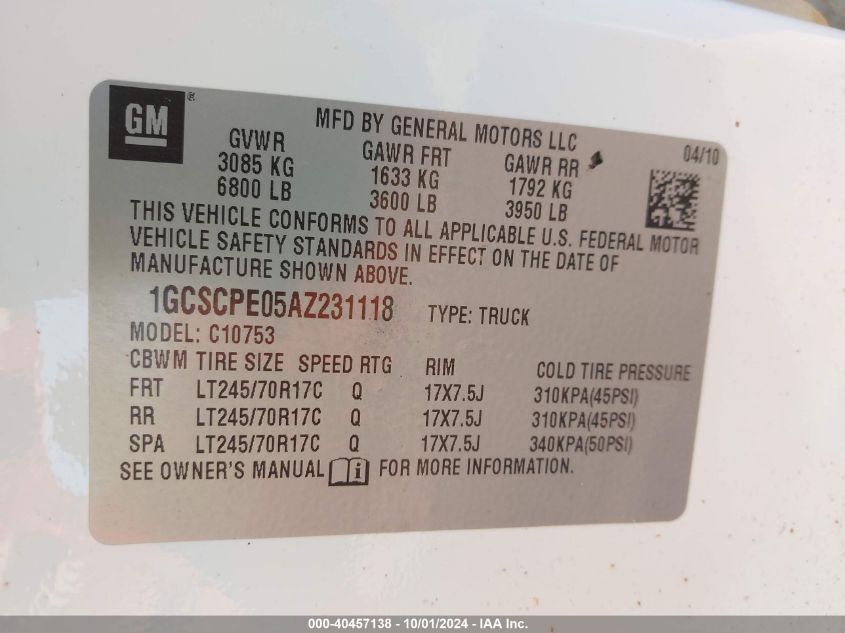 GM ®
MFD BY GENERAL MOTORS LLC
04/10
GVWR GAWR FRT GAWR RR
3085 KG 1633 KG 1792 KG
6800 LB 3600 LB 3950 LB
THIS VEHICLE CONFORMS TO ALL APPLICABLE U.S. FEDERAL MOTOR
VEHICLE SAFETY STANDARDS IN EFFECT ON THE DATE OF
MANUFACTURE SHOWN ABOVE.
1GCSCPE05AZ231118 TYPE: TRUCK
MODEL: C10753
CBWM TIRE SIZE SPEED RTG RIM COLD TIRE PRESSURE
FRT LT245/70R17C Q 17X7.5J 310KPA(45PSI)
RR LT245/70R17C Q 17X7.5J 310KPA(45PSI)
SPA LT245/70R17C Q 17X7.5J 340KPA(50PSI)
SEE OWNER'S MANUAL i FOR MORE INFORMATION.
000-40457138 - 10/01/2024 - IAA Inc.